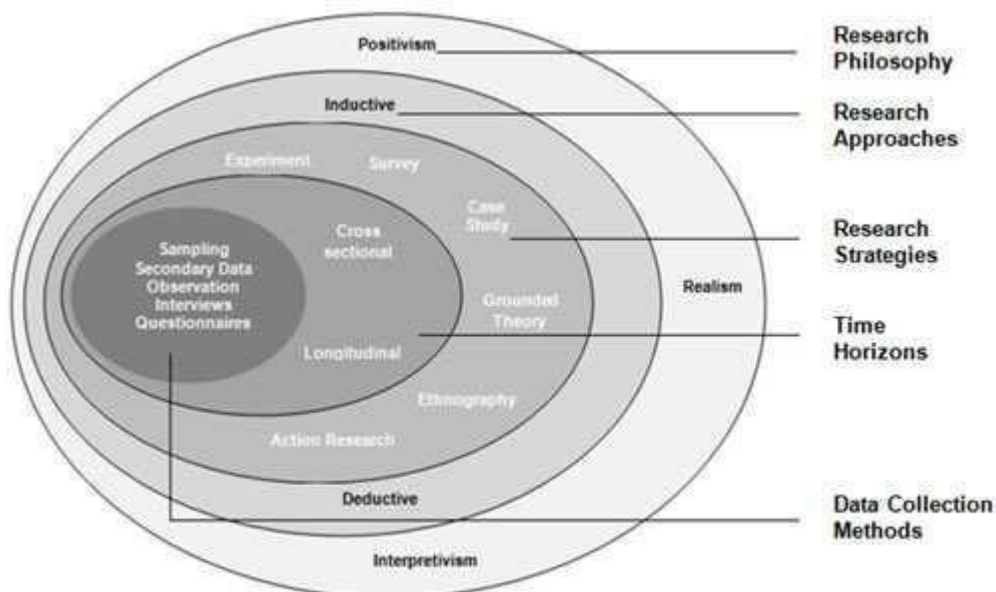 Positivism
Research
Philosophy
Inductive
Research
Approaches
Experiment
Survey
Case
Study
Cross
sectional
Research
Strategies
Sampling
Secondary Data
Observation
Interviews
Questionnaires
Realism
Grounded
Theory
Time
Horizons
Longitudinal
Ethnography
Action Research
Deductive
Data Collection
Methods
Interpretivism